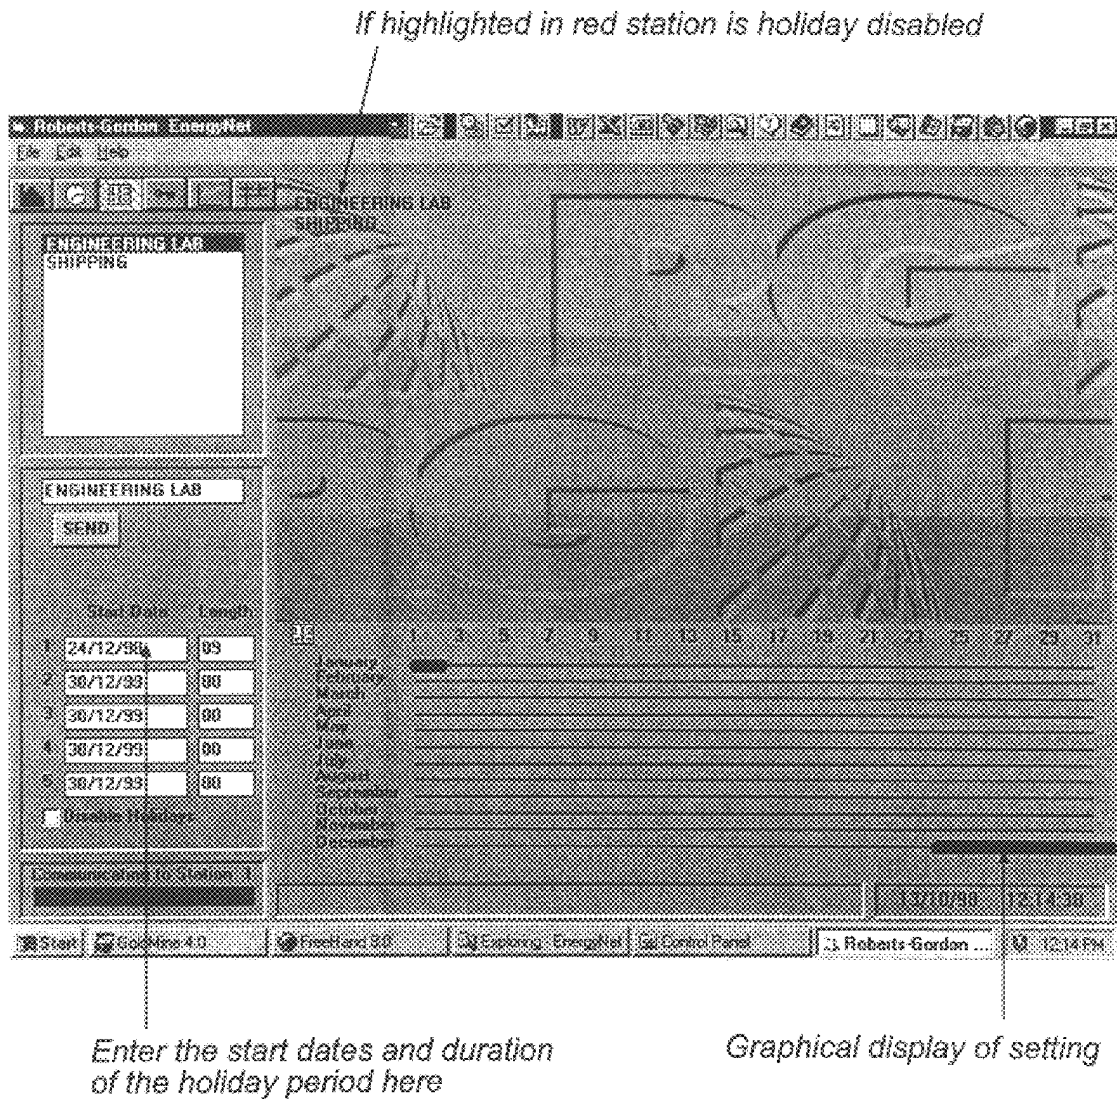 If highlighted in red station is holiday disabled
Roberts-Gordon EnergyNet
File Edit Help
ENGINEERING LAB
SHIPPING
ENGINEERING LAB
SHIPPING
ENGINEERING LAB
SEND
Start Date Length
1 24/12/98 09
2 30/12/99 00
3 30/12/99 00
4 30/12/99 00
5 30/12/99 00
Disable Holidays
Communicating to Station
1 3 5 7 9 11 13 15 17 19 21 23 25 27 29 31
January
February
March
April
May
June
July
August
September
October
November
December
13/10/98 12:14:30
Start GoldMine 4.0 FreeHand 8.0 Exploring - EnergyNet Control Panel Roberts-Gordon .... 12:14 PM
Enter the start dates and duration
of the holiday period here
Graphical display of setting